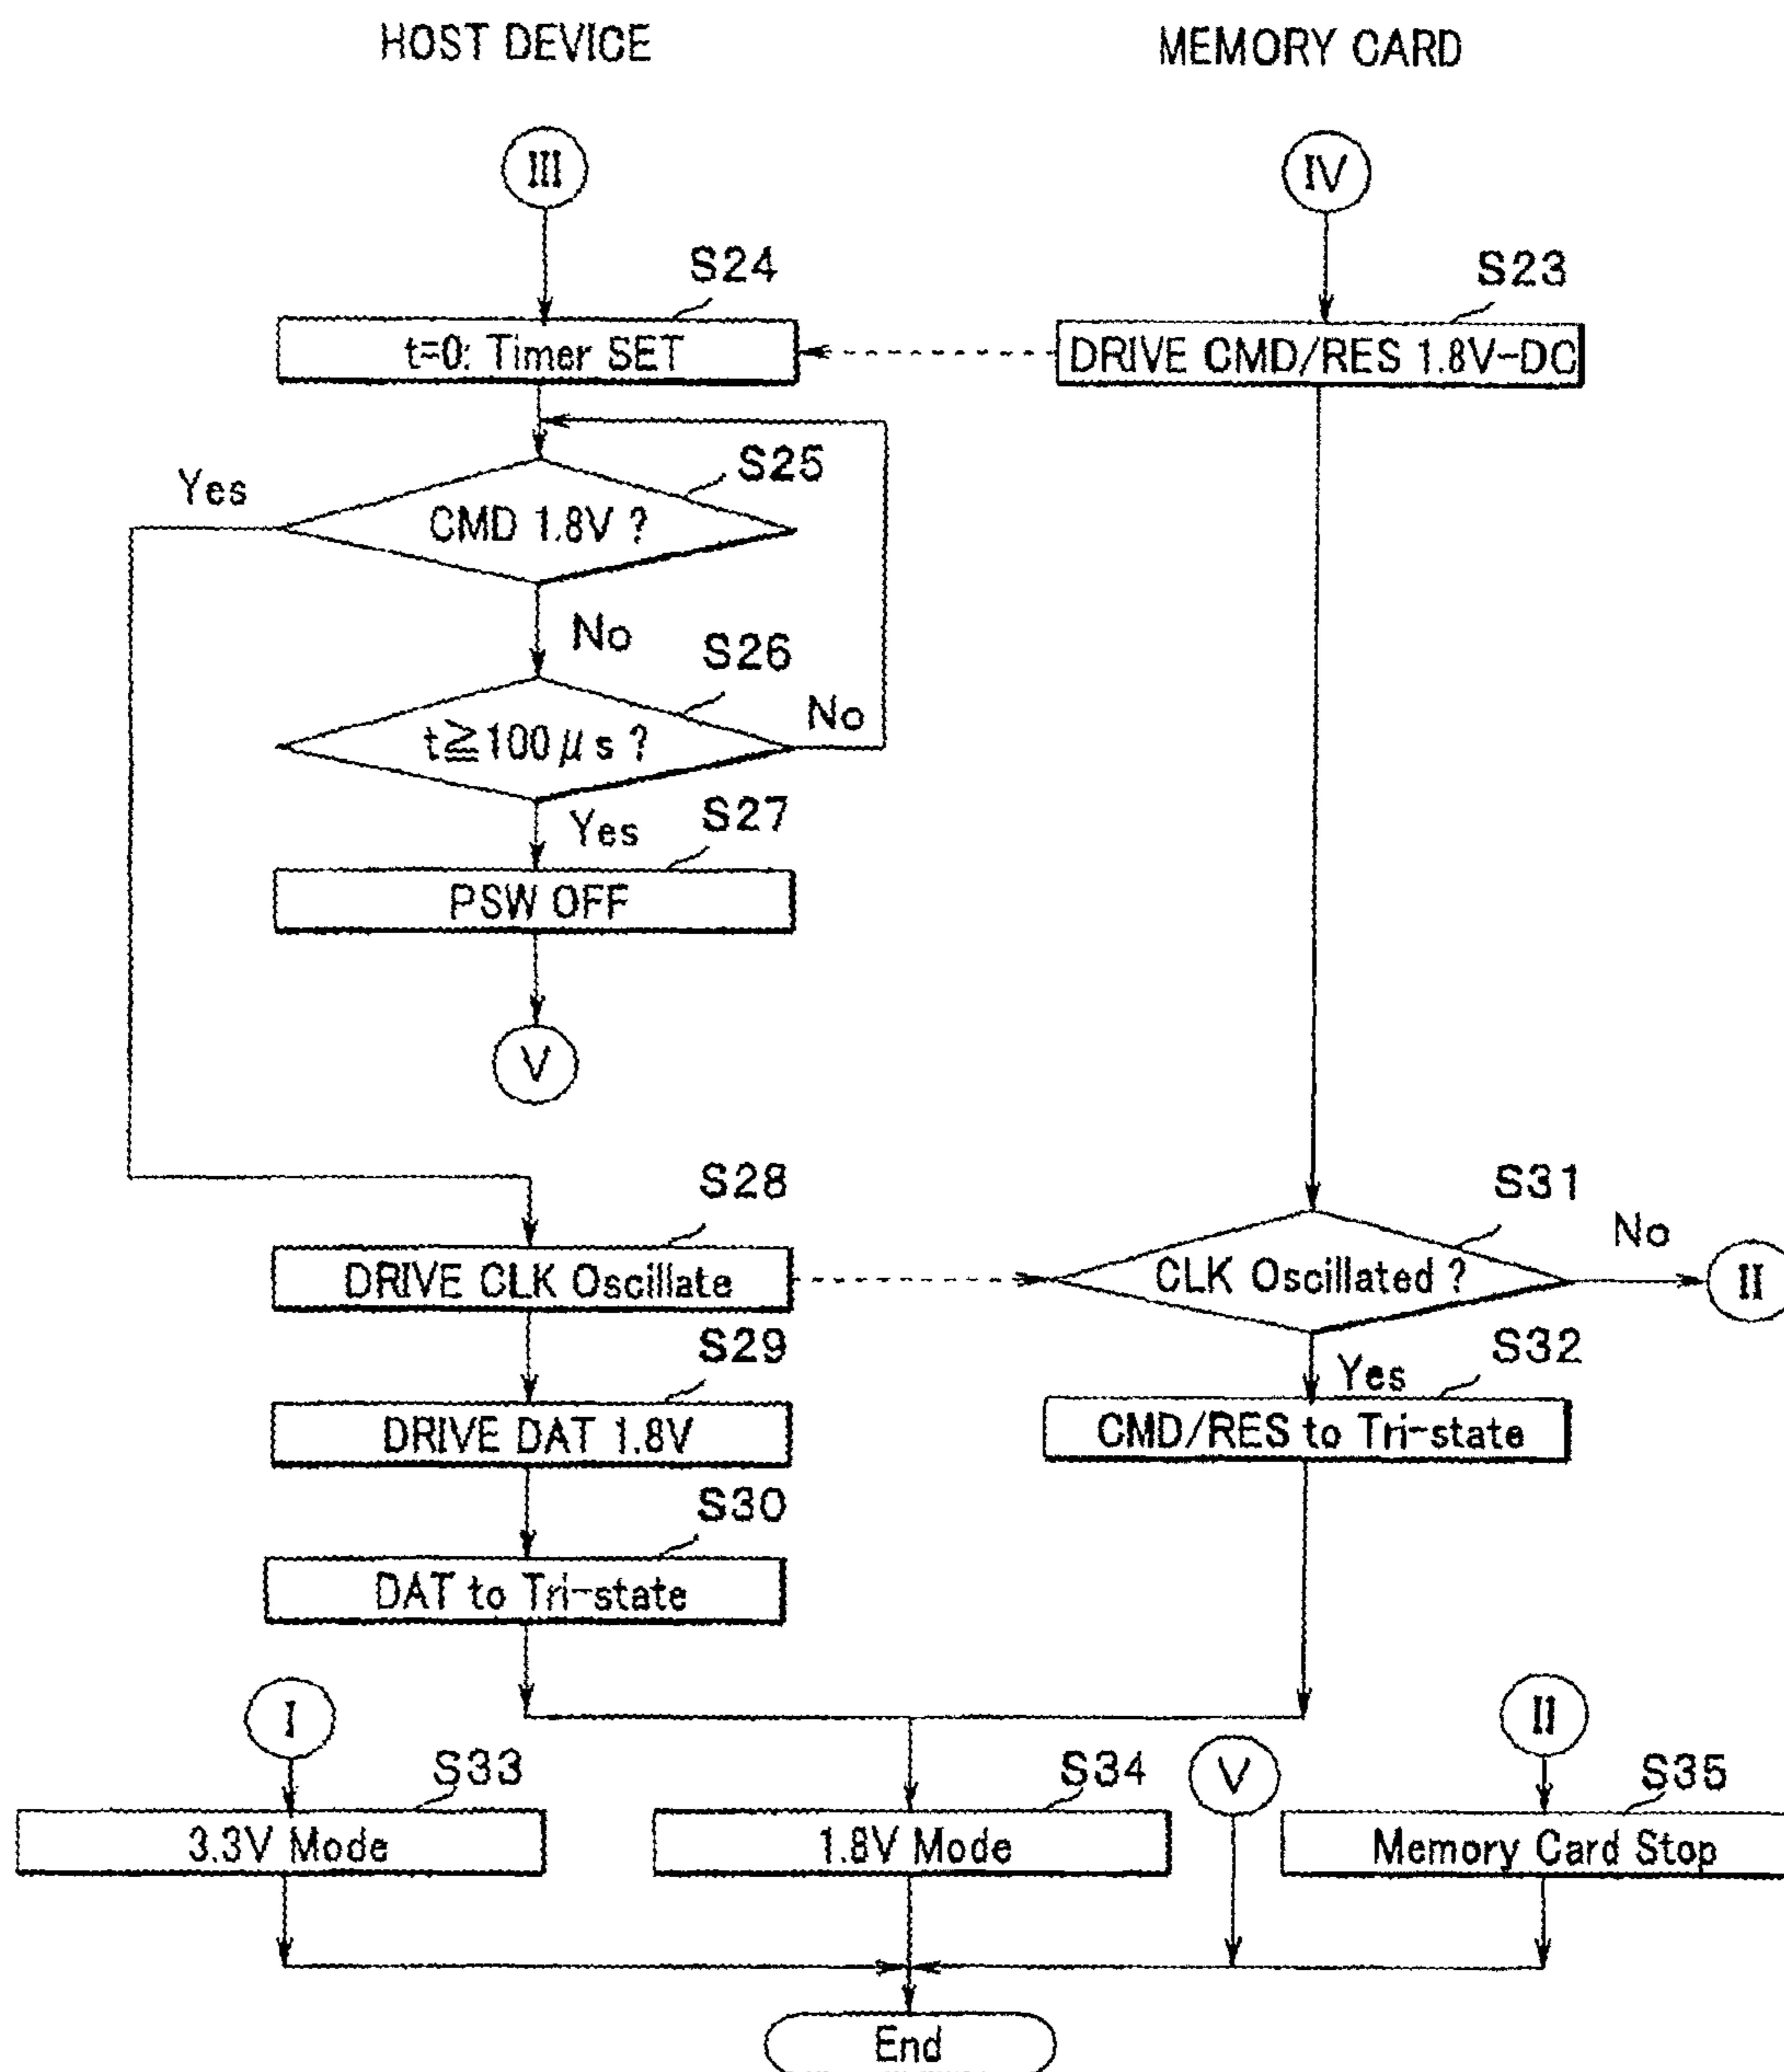 HOST DEVICE
MEMORY CARD
III
IV
S24
S23
t=0: Timer SET
DRIVE CMD/RES 1.8V-DC
S25
Yes
CMD 1.8V ?
No
S26
t≧100μs ?
No
Yes
S27
PSW OFF
V
S28
S31
DRIVE CLK Oscillate
CLK Oscillated ?
No
II
S29
S32
Yes
DRIVE DAT 1.8V
CMD/RES to Tri-state
S30
DAT to Tri-state
I
II
V
S33
S34
S35
3.3V Mode
1.8V Mode
Memory Card Stop
End